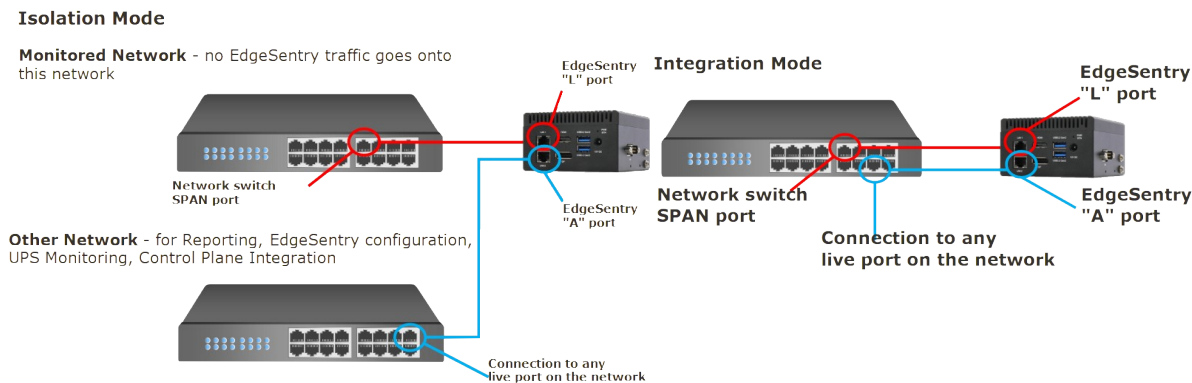 Isolation Mode
Monitored Network - no EdgeSentry traffic goes onto
this network
EdgeSentry
"L" port
Network switch
SPAN port
EdgeSentry
"A" port
Other Network - for Reporting, EdgeSentry configuration,
UPS Monitoring, Control Plane Integration
Connection to any
live port on the network
Integration Mode
EdgeSentry
"L" port
Network switch
SPAN port
EdgeSentry
"A" port
Connection to any
live port on the network